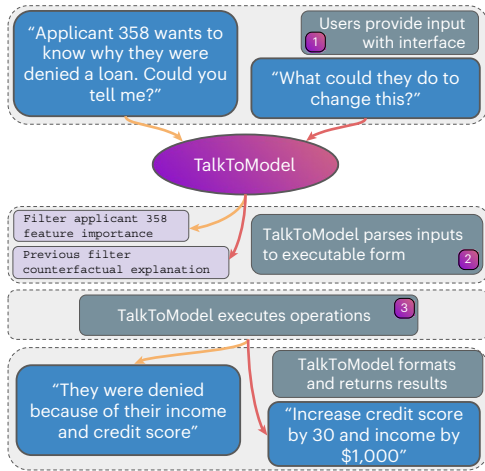 “Applicant 358 wants to
know why they were
denied a loan. Could you
tell me?”
Users provide input
with interface
1
“What could they do to
change this?”
TalkToModel
Filter applicant 358
feature importance
Previous filter
counterfactual explanation
TalkToModel parses inputs
to executable form
2
TalkToModel executes operations
3
“They were denied
because of their income
and credit score”
TalkToModel formats
and returns results
“Increase credit score
by 30 and income by
$1,000”